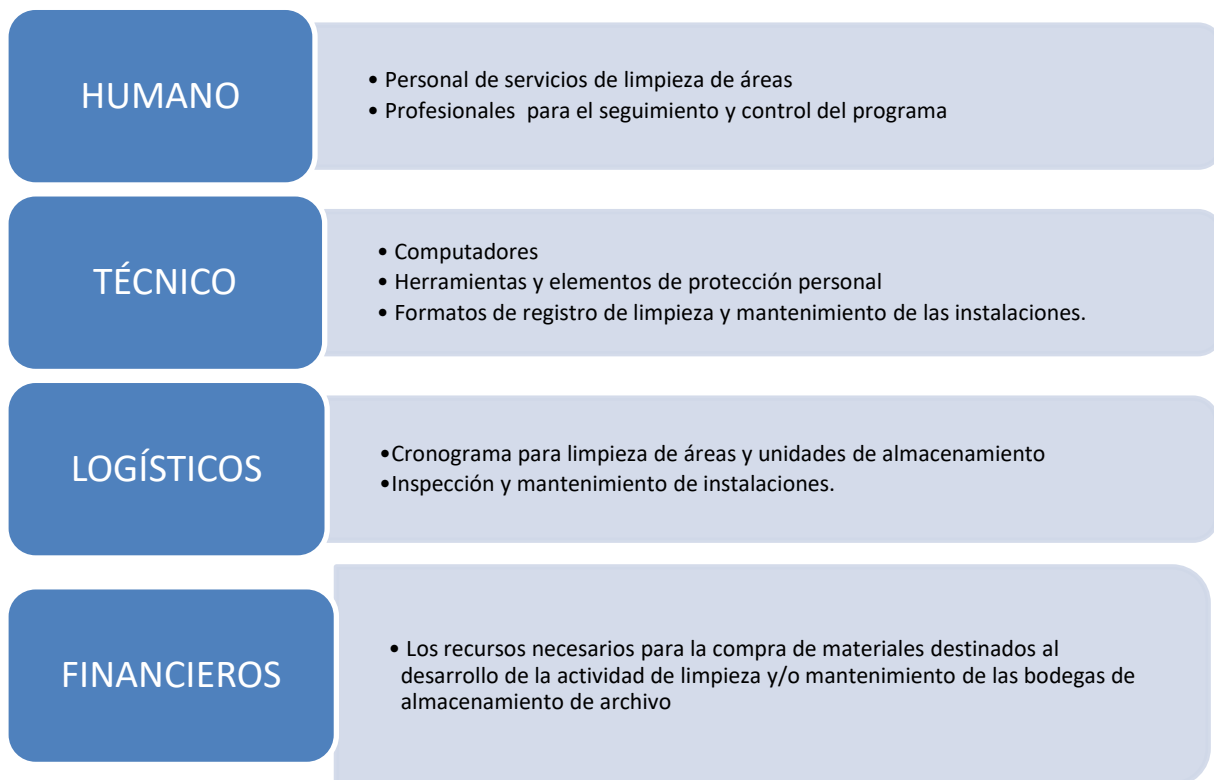 HUMANO
• Personal de servicios de limpieza de áreas
• Profesionales  para el seguimiento y control del programa
TÉCNICO
• Computadores
• Herramientas y elementos de protección personal
• Formatos de registro de limpieza y mantenimiento de las instalaciones.
LOGÍSTICOS
•Cronograma para limpieza de áreas y unidades de almacenamiento
•Inspección y mantenimiento de instalaciones.
FINANCIEROS
• Los recursos necesarios para la compra de materiales destinados al
desarrollo de la actividad de limpieza y/o mantenimiento de las bodegas de
almacenamiento de archivo